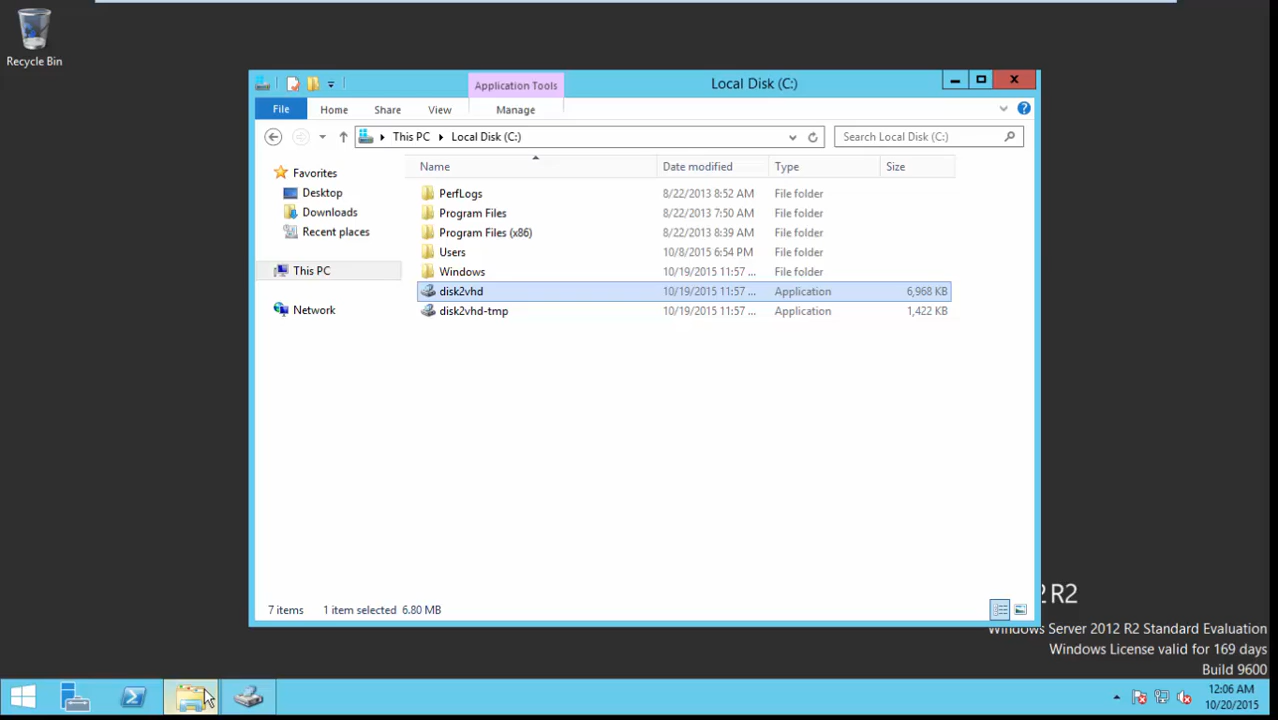 Recycle Bin
Application Tools
Local Disk (C:)
File
Home
Share
View
Manage
This PC
Local Disk (C:)
Search Local Disk (C:)
Name
Date modified
Type
Size
Favorites
Desktop
Downloads
Recent places
This PC
Network
PerfLogs 8/22/2013 8:52 AM File folder
Program Files 8/22/2013 7:50 AM File folder
Program Files (x86) 8/22/2013 8:39 AM File folder
Users 10/8/2015 6:54 PM File folder
Windows 10/19/2015 11:57 ... File folder
disk2vhd 10/19/2015 11:57 ... Application 6,968 KB
disk2vhd-tmp 10/19/2015 11:57 ... Application 1,422 KB
7 items 1 item selected 6.80 MB
2 R2
Windows Server 2012 R2 Standard Evaluation
Windows License valid for 169 days
Build 9600
12:06 AM
10/20/2015